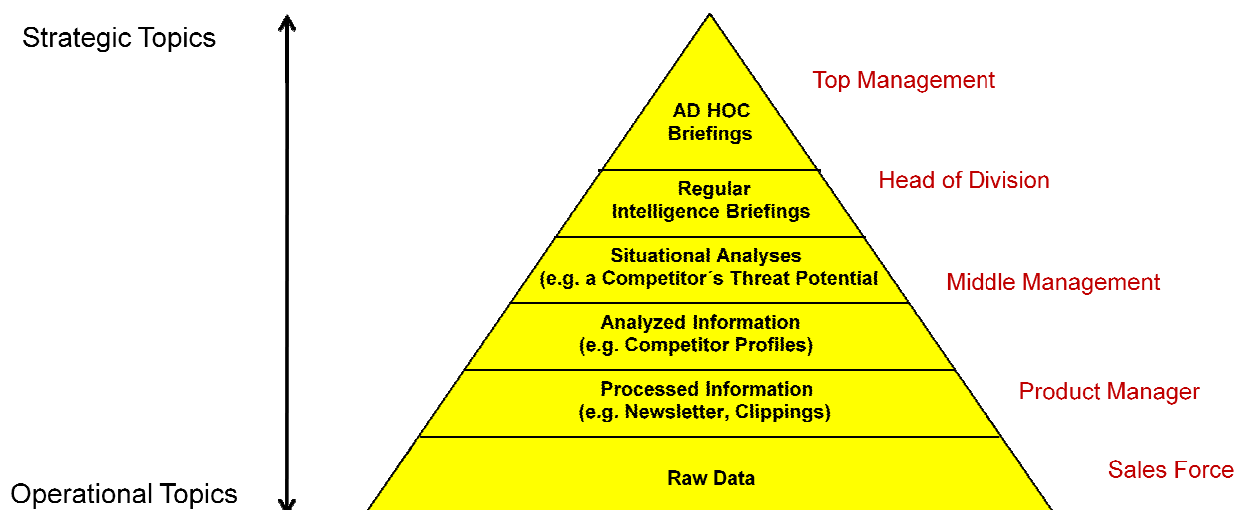 Strategic Topics
Top Management
AD HOC
Briefings
Head of Division
Regular
Intelligence Briefings
Situational Analyses
(e.g. a Competitor´s Threat Potential
Middle Management
Analyzed Information
(e.g. Competitor Profiles)
Processed Information
(e.g. Newsletter, Clippings)
Product Manager
Raw Data
Sales Force
Operational Topics